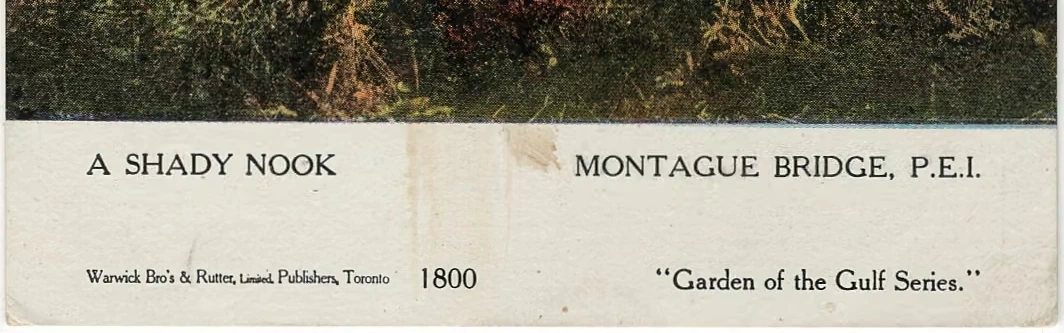 A SHADY NOOK MONTAGUE BRIDGE, P.E.I.
Warwick Bro's & Rutter, Limited, Publishers, Toronto 1800 “Garden of the Gulf Series.”